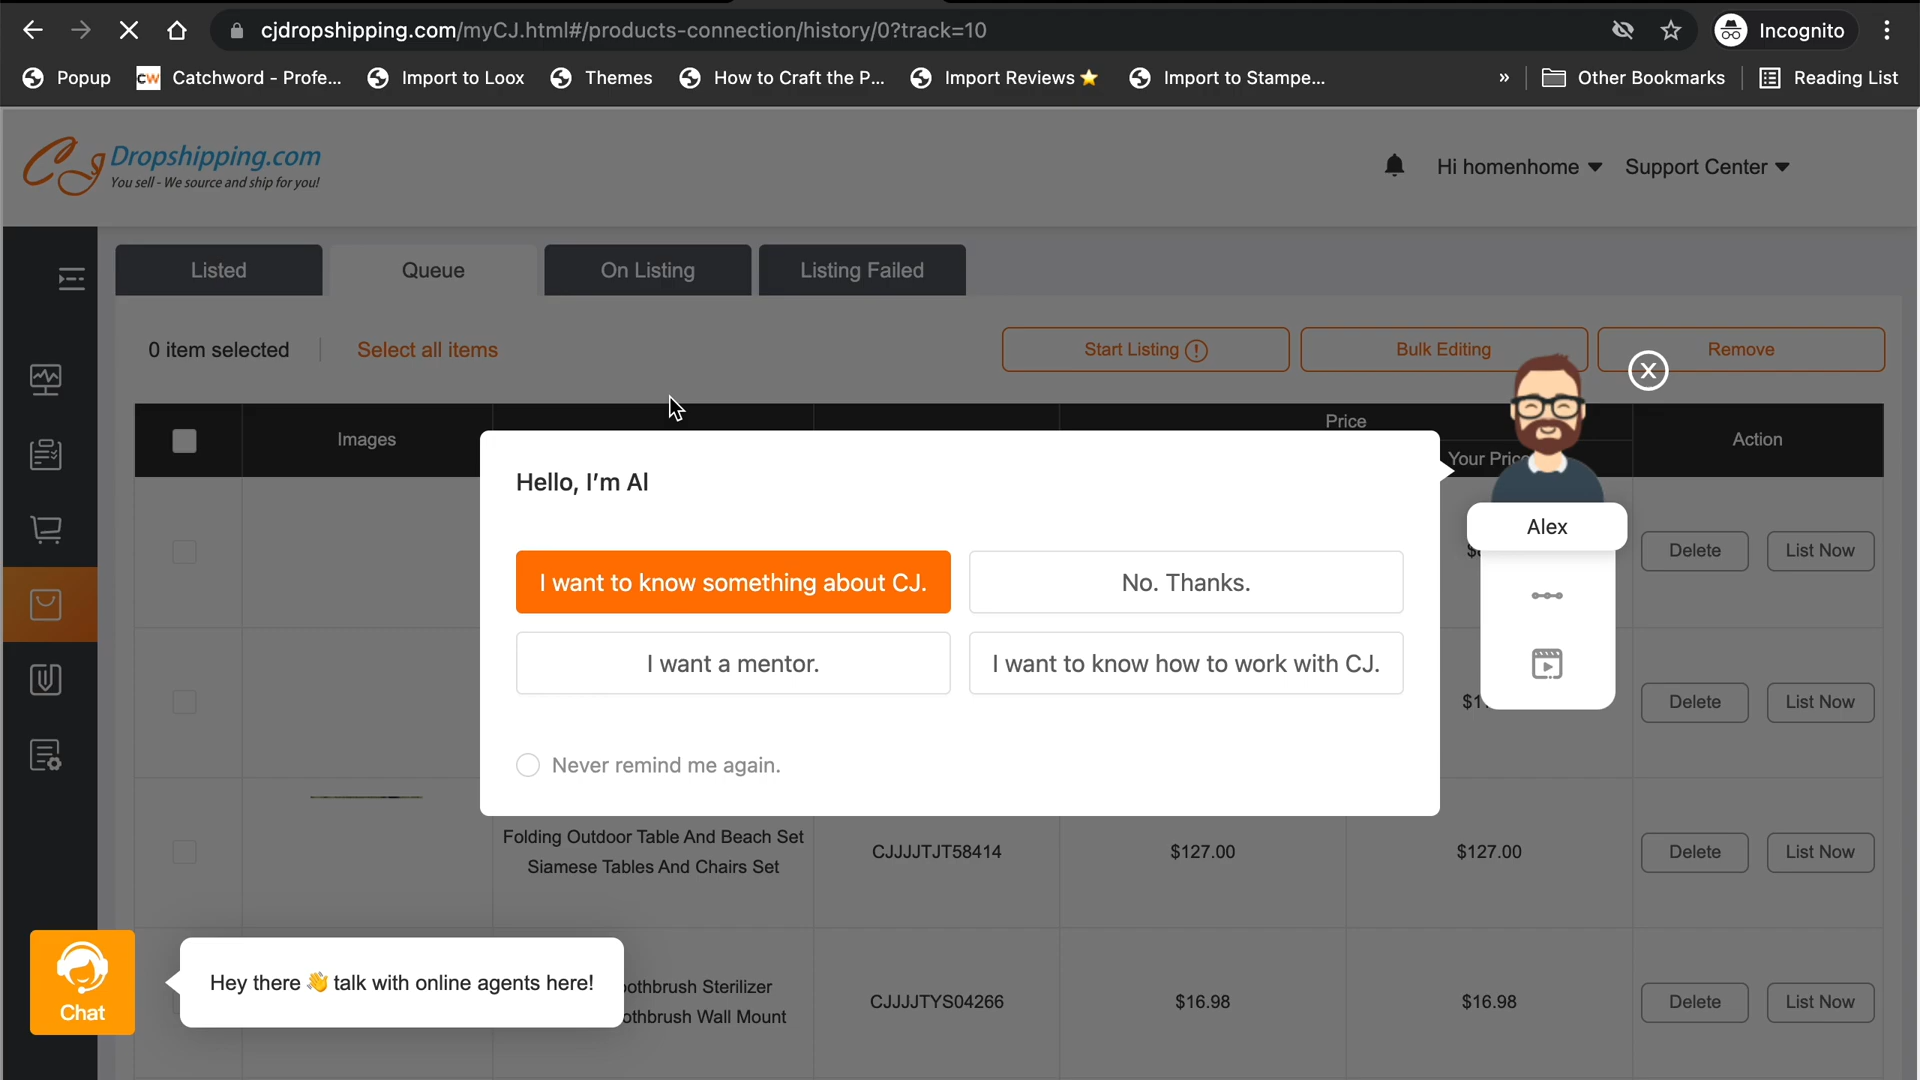 cjdropshipping.com/myCJ.html#/products-connection/history/0?track=10
Incognito
Popup
CW Catchword - Profe...
Import to Loox
Themes
How to Craft the P...
Import Reviews⭐
Import to Stampe...
»
Other Bookmarks
Reading List
CJ Dropshipping.com
You sell - We source and ship for you!
Hi homenhome
Support Center
Listed
Queue
On Listing
Listing Failed
0 item selected
Select all items
Start Listing
Bulk Editing
Remove
Images
Price
Your Price
Action
Hello, I'm Al
I want to know something about CJ.
No. Thanks.
I want a mentor.
I want to know how to work with CJ.
Never remind me again.
Alex
Delete
List Now
Delete
List Now
Folding Outdoor Table And Beach Set
Siamese Tables And Chairs Set
CJJJJTJT58414
$127.00
$127.00
Delete
List Now
Chat
Hey there 👋 talk with online agents here!
Sterilizer
Wall Mount
CJJJJTYS04266
$16.98
$16.98
Delete
List Now